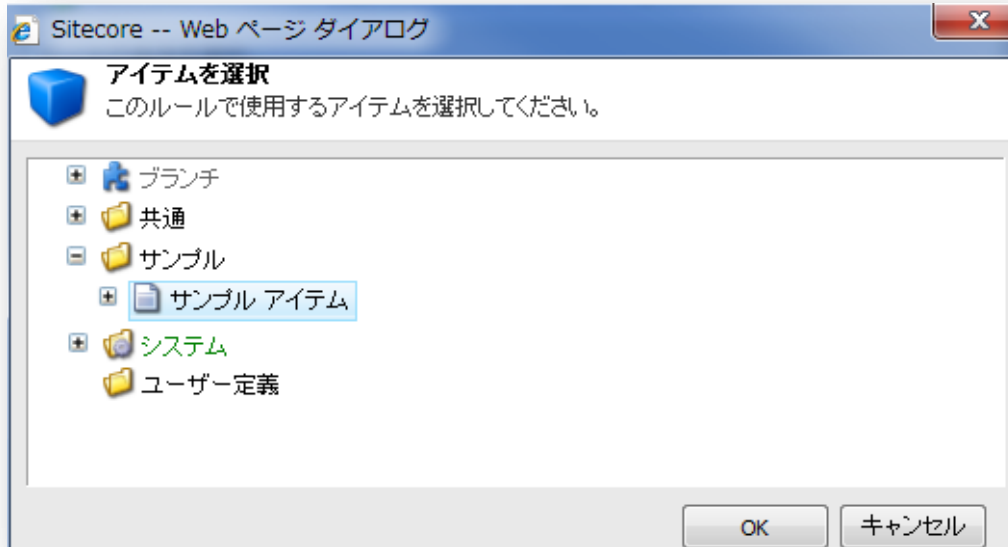 Sitecore -- Web ページ ダイアログ
アイテムを選択
このルールで使用するアイテムを選択してください。
ブランチ
共通
サンプル
サンプル アイテム
システム
ユーザー定義
OK キャンセル